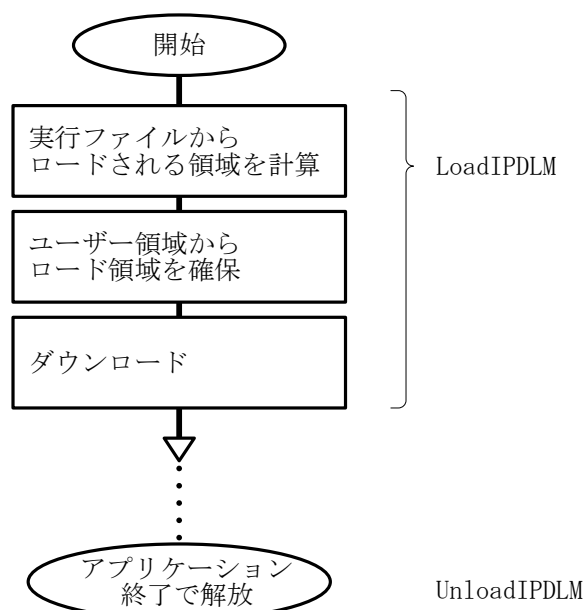 開始
実行ファイルから
ロードされる領域を計算
LoadIPDLM
ユーザー領域から
ロード領域を確保
ダウンロード
アプリケーション
終了で解放
UnloadIPDLM